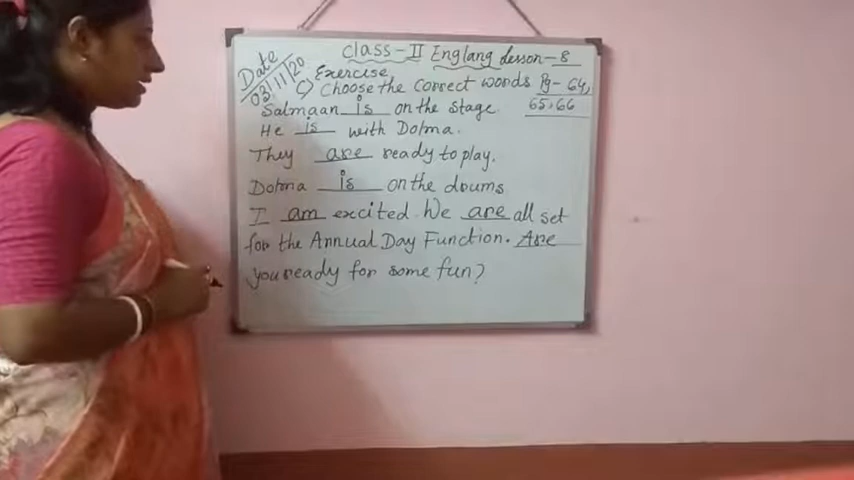 Class-II Englang Lesson-8
Date
03/11/20
Exercise
C) Choose the Correct words Pg-64,
65,66
Salmaan is on the stage.
He is with Dolma.
They are ready to play.
Dolma is on the drums
I am excited. We are all set
for the Annual Day Function. Are
you ready for some fun?